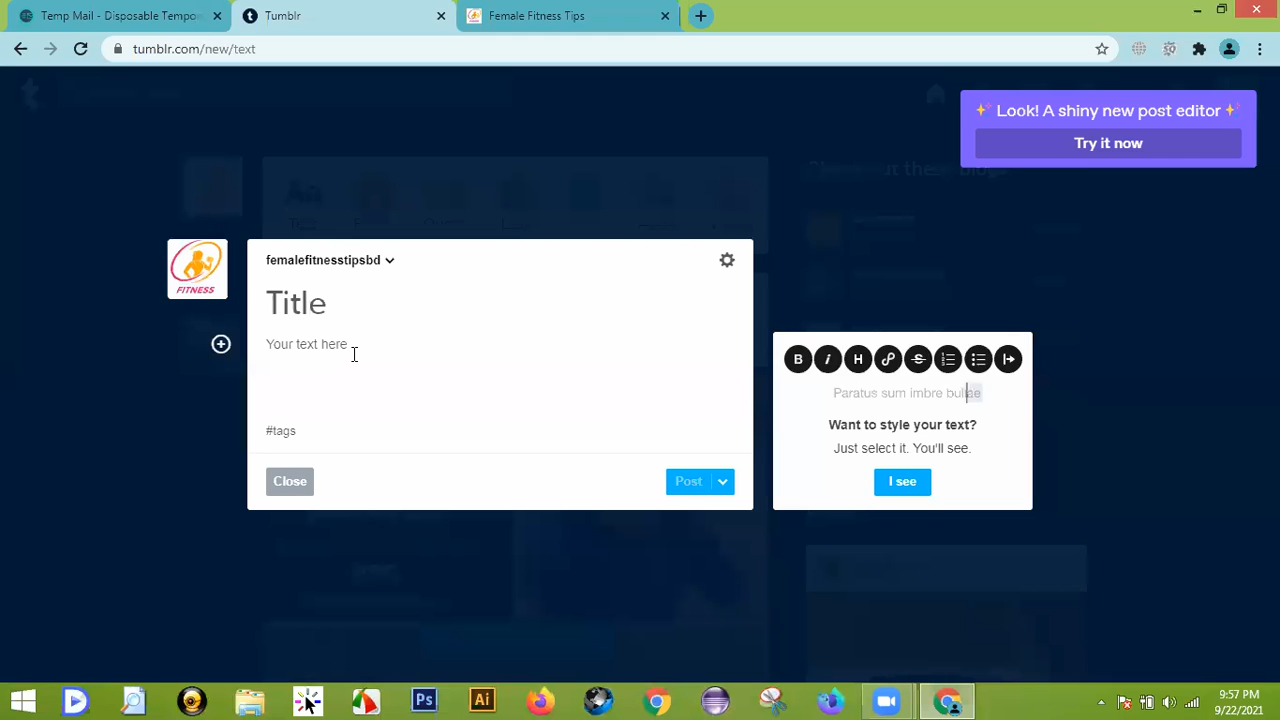 Temp Mail - Disposable Tempo
Tumblr
Female Fitness Tips
tumblr.com/new/text
Look! A shiny new post editor
Try it now
femalefitnesstipsbd
FITNESS
Title
Your text here
#tags
Close
Post
B i H S
Paratus sum imbre bullae
Want to style your text?
Just select it. You'll see.
I see
Ps
Ai
9:57 PM
9/22/2021